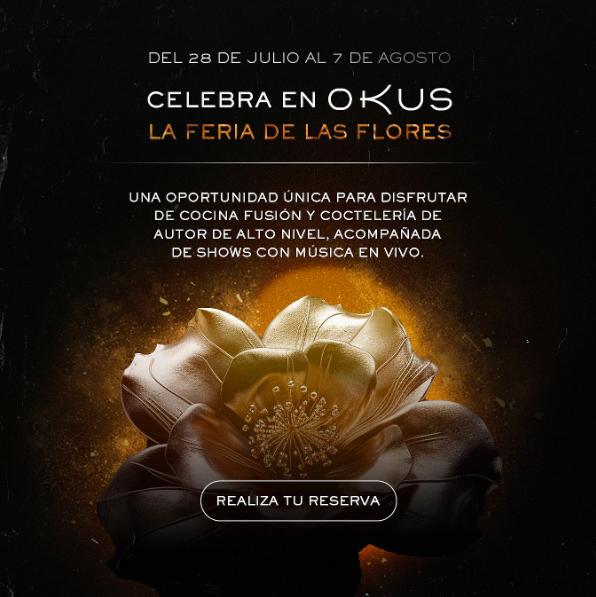 DEL 28 DE JULIO AL 7 DE AGOSTO
CELEBRA EN OKUS
LA FERIA DE LAS FLORES
UNA OPORTUNIDAD ÚNICA PARA DISFRUTAR
DE COCINA FUSIÓN Y COCTELERÍA DE
AUTOR DE ALTO NIVEL, ACOMPAÑADA
DE SHOWS CON MÚSICA EN VIVO.
REALIZA TU RESERVA